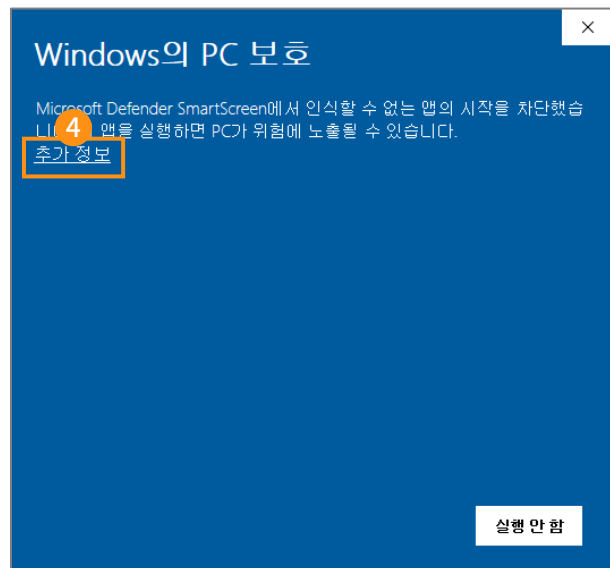 Windows의 PC 보호
Microsoft Defender SmartScreen에서 인식할 수 없는 앱의 시작을 차단했습
니 앱을 실행하면 PC가 위험에 노출될 수 있습니다.
4
추가 정보
실행 안 함